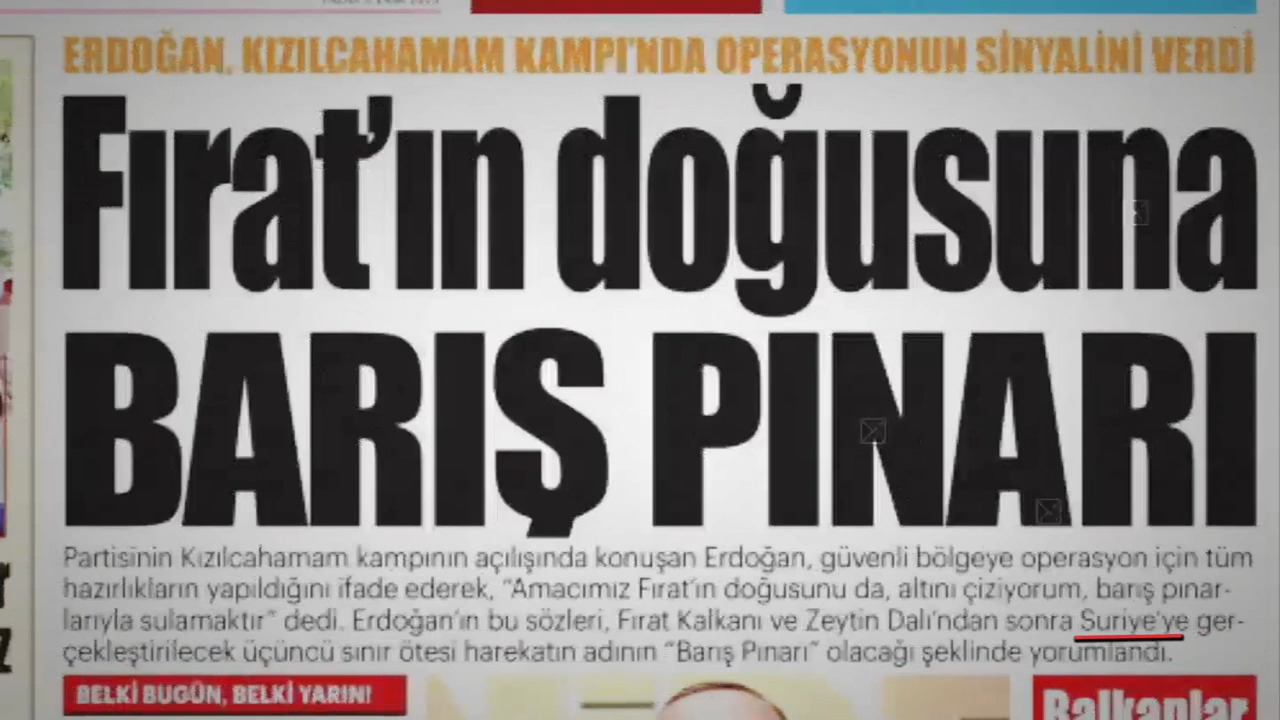 ERDOĞAN, KIZILCAHAMAM KAMPI'NDA OPERASYONUN SİNYALİNİ VERDİ
Fırat'ın doğusuna
BARIŞ PINARI
Partisinin Kızılcahamam kampının açılışında konuşan Erdoğan, güvenli bölgeye operasyon için tüm
hazırlıkların yapıldığını ifade ederek, "Amacımız Fırat'ın doğusunu da, altını çiziyorum, barış pınar-
larıyla sulamaktır" dedi. Erdoğan'ın bu sözleri, Fırat Kalkanı ve Zeytin Dalı'ndan sonra Suriye'ye ger-
çekleştirilecek üçüncü sınır ötesi harekatın adının "Barış Pınarı" olacağı şeklinde yorumlandı.
BELKİ BUGÜN, BELKİ YARIN!
Balkanlar